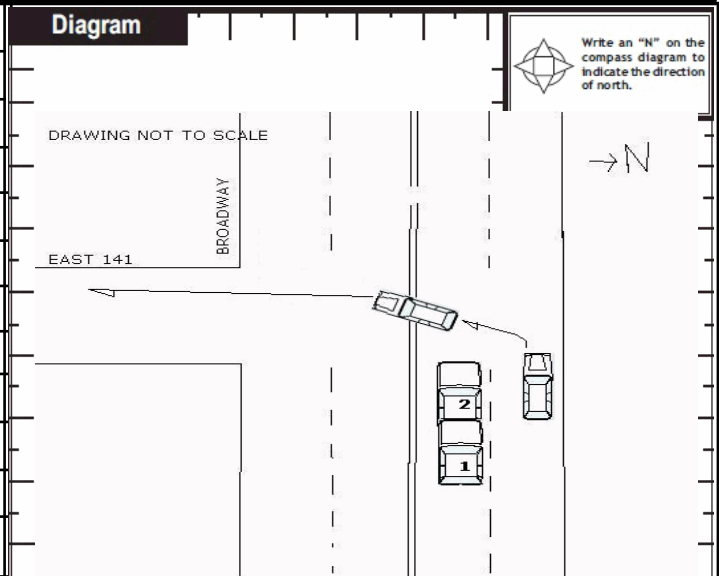 Diagram
Write an “N” on the
compass diagram to
indicate the direction
of north.
DRAWING NOT TO SCALE
N
BROADWAY
EAST 141
2
1